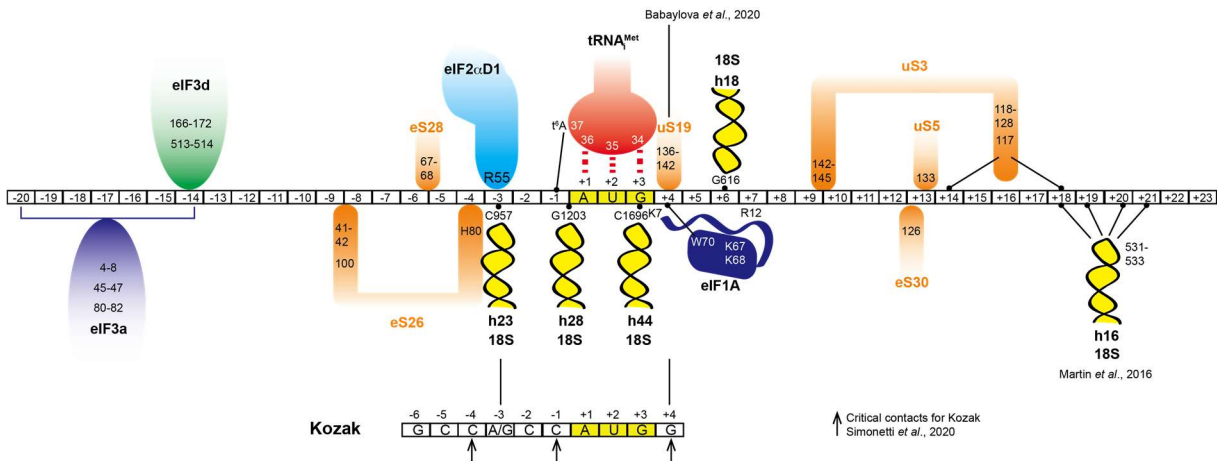 Babaylova et al., 2020
tRNAiMet
18S
h18
uS3
eIF3d
eIF2αD1
166-172
513-514
eS28
67-
68
R55
t⁶A
37
36
35
34
uS19
136-
142
G616
142-
145
uS5
133
118-
128
117
+1 +2 +3
-20 -19 -18 -17 -16 -15 -14 -13 -12 -11 -10 -9 -8 -7 -6 -5 -4 -3 -2 -1 A U G +4 +5 +6 +7 +8 +9 +10 +11 +12 +13 +14 +15 +16 +17 +18 +19 +20 +21 +22 +23
4-8
45-47
80-82
eIF3a
41-
42
100
H80
eS26
C957
h23
18S
G1203
h28
18S
C1696
h44
18S
K7
R12
W70
K67
K68
eIF1A
126
eS30
531-
533
h16
18S
Martin et al., 2016
-6 -5 -4 -3 -2 -1 +1 +2 +3 +4
Kozak G C C A/G C C A U G G
Critical contacts for Kozak
Simonetti et al., 2020